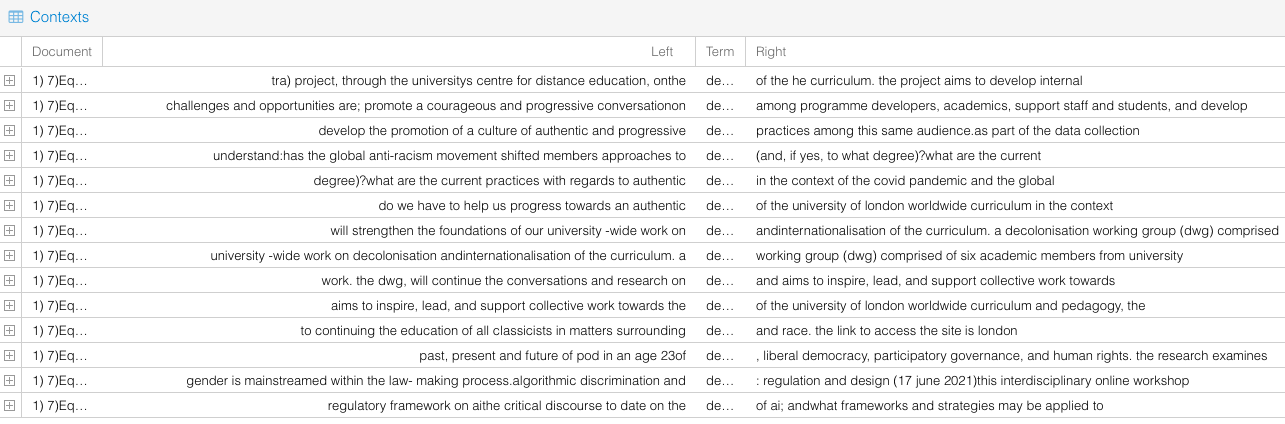 Contexts
Document Left Term Right
1) 7)Eq... tra) project, through the universitys centre for distance education, onthe de... of the he curriculum. the project aims to develop internal
1) 7)Eq... challenges and opportunities are; promote a courageous and progressive conversationon de... among programme developers, academics, support staff and students, and develop
1) 7)Eq... develop the promotion of a culture of authentic and progressive de... practices among this same audience.as part of the data collection
1) 7)Eq... understand:has the global anti-racism movement shifted members approaches to de... (and, if yes, to what degree)?what are the current
1) 7)Eq... degree)?what are the current practices with regards to authentic de... in the context of the covid pandemic and the global
1) 7)Eq... do we have to help us progress towards an authentic de... of the university of london worldwide curriculum in the context
1) 7)Eq... will strengthen the foundations of our university -wide work on de... andinternationalisation of the curriculum. a decolonisation working group (dwg) comprised
1) 7)Eq... university -wide work on decolonisation andinternationalisation of the curriculum. a de... working group (dwg) comprised of six academic members from university
1) 7)Eq... work. the dwg, will continue the conversations and research on de... and aims to inspire, lead, and support collective work towards
1) 7)Eq... aims to inspire, lead, and support collective work towards the de... of the university of london worldwide curriculum and pedagogy, the
1) 7)Eq... to continuing the education of all classicists in matters surrounding de... and race. the link to access the site is london
1) 7)Eq... past, present and future of pod in an age 23of de... , liberal democracy, participatory governance, and human rights. the research examines
1) 7)Eq... gender is mainstreamed within the law- making process.algorithmic discrimination and de... : regulation and design (17 june 2021)this interdisciplinary online workshop
1) 7)Eq... regulatory framework on aithe critical discourse to date on the de... of ai; andwhat frameworks and strategies may be applied to